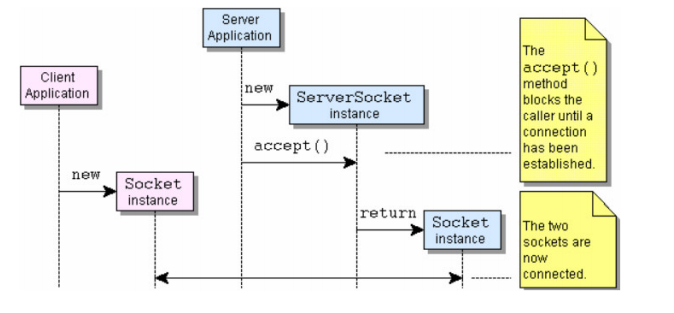 Server
Application
Client
Application
new
ServerSocket
instance
accept()
new
Socket
instance
return
Socket
instance
The
accept()
method
blocks the
caller until a
connection
has been
established.
The two
sockets are
now
connected.